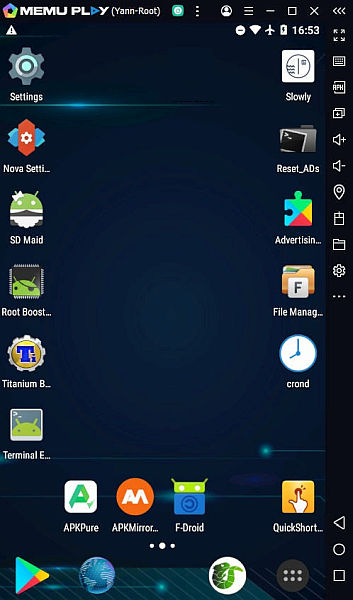 MEMU PLAY (Yann-Root)
16:53
Settings
Slowly
APK
Nova Setti...
Reset_ADs
SD Maid
Advertisin...
Root Boost...
F
File Manag...
Ti
Titanium B...
crond
Terminal E...
APKPure
APKMirror...
F-Droid
QuickShort...